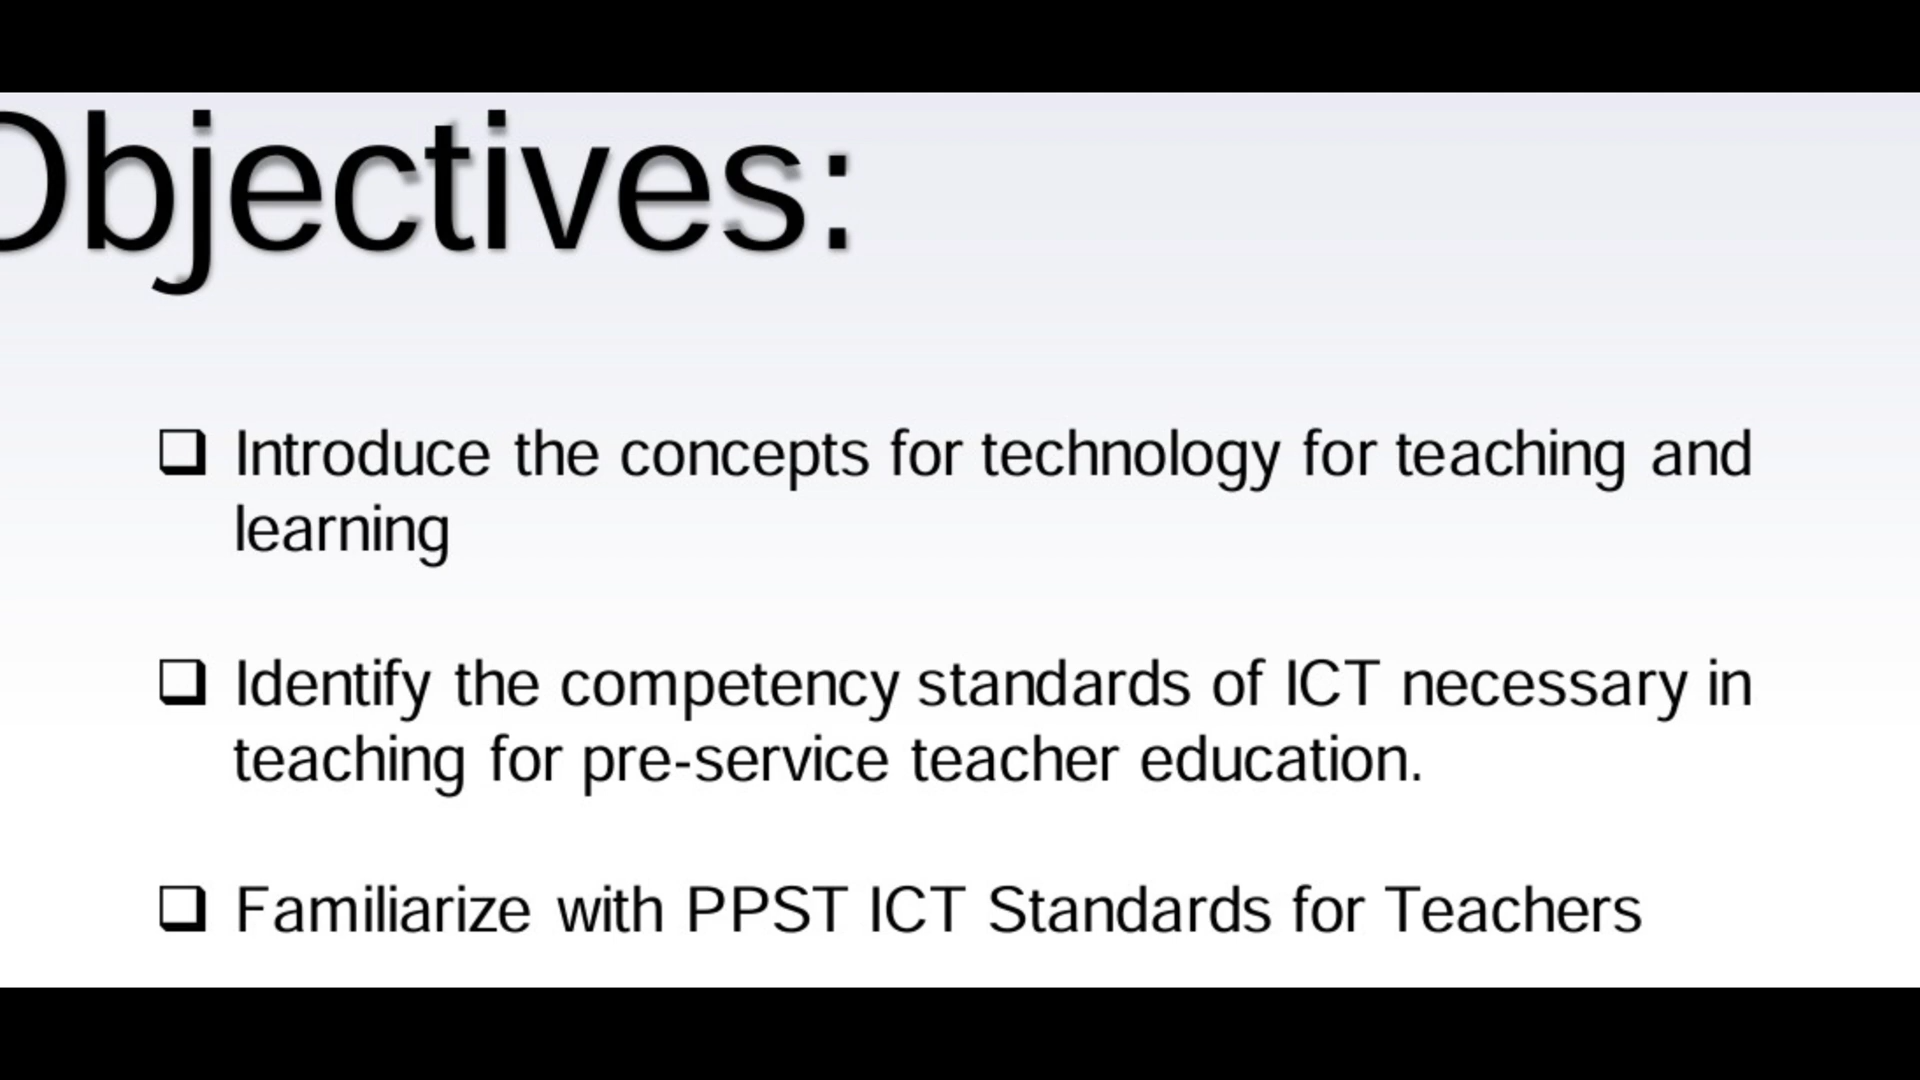 Objectives:
❑ Introduce the concepts for technology for teaching and
learning
❑ Identify the competency standards of ICT necessary in
teaching for pre-service teacher education.
❑ Familiarize with PPST ICT Standards for Teachers